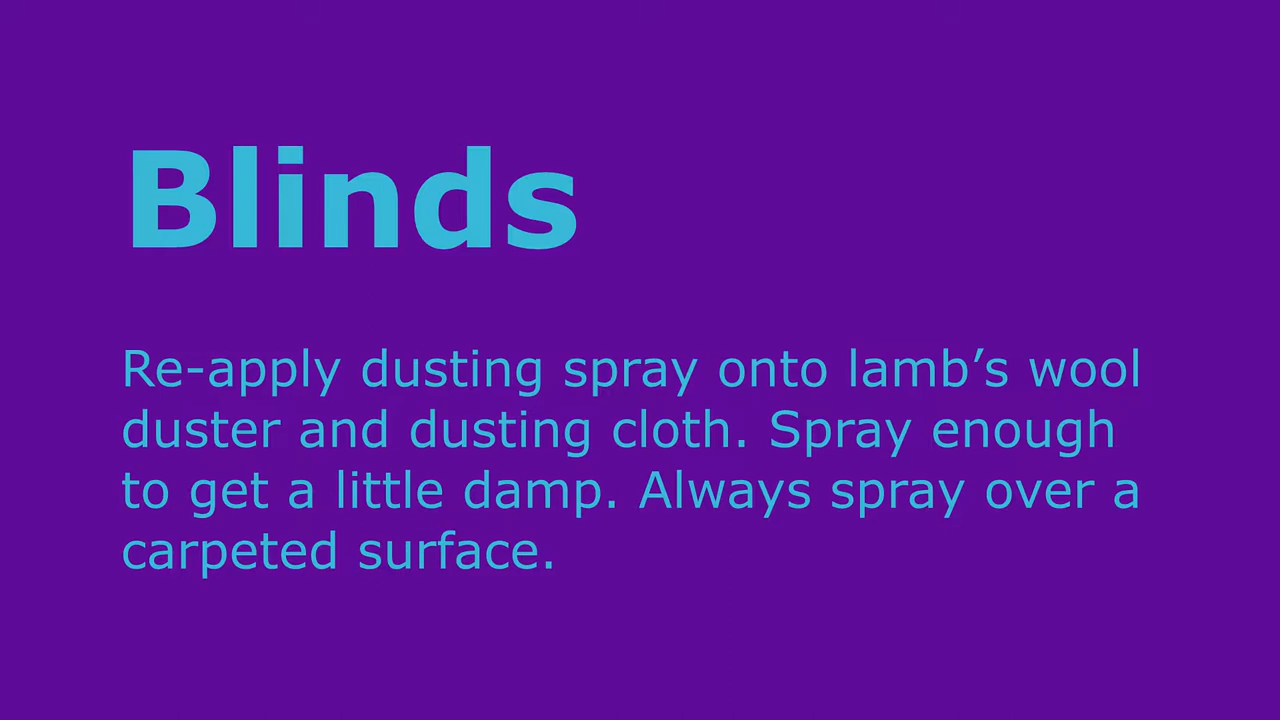 Blinds
Re-apply dusting spray onto lamb’s wool
duster and dusting cloth. Spray enough
to get a little damp. Always spray over a
carpeted surface.